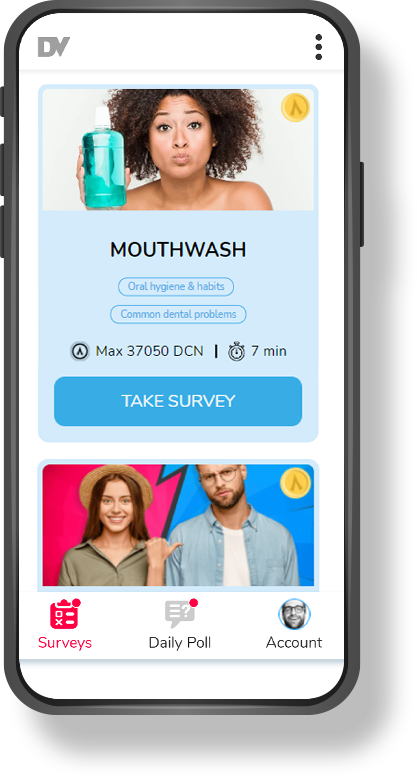 DV
MOUTHWASH
Oral hygiene & habits
Common dental problems
Max 37050 DCN | 7 min
TAKE SURVEY
Surveys
Daily Poll
Account